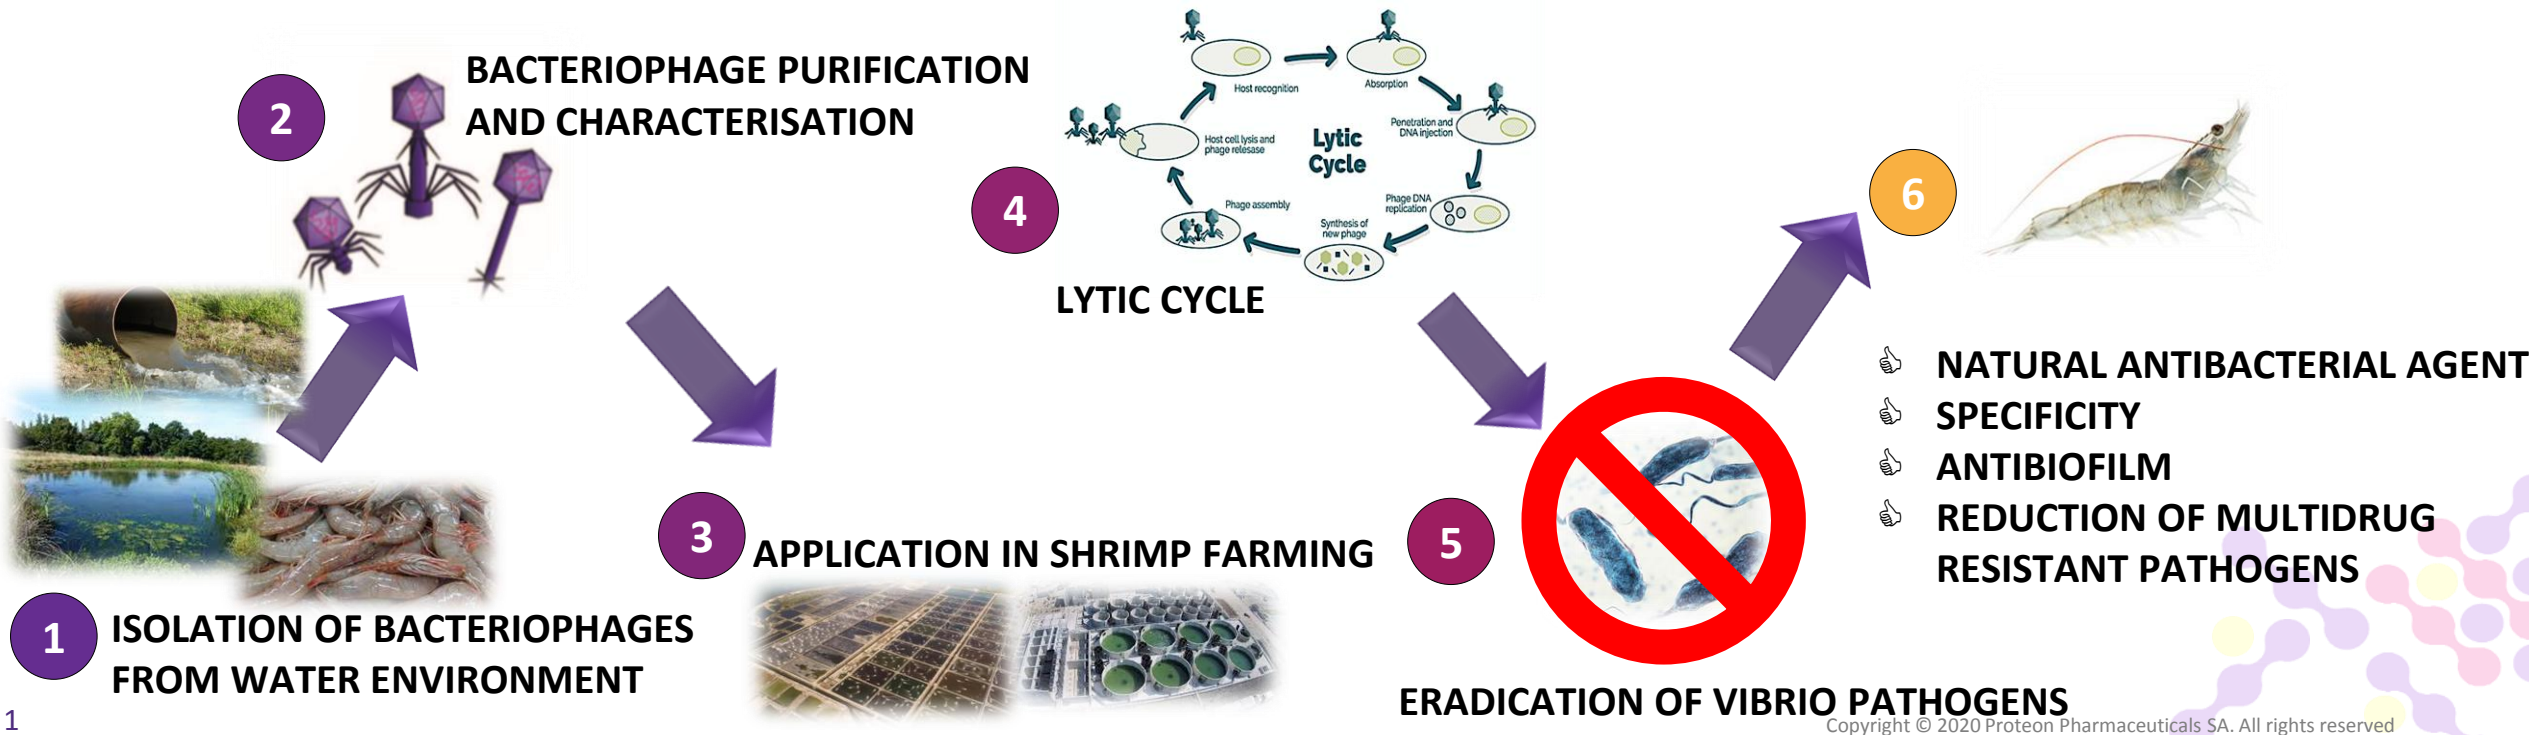 2
BACTERIOPHAGE PURIFICATION
AND CHARACTERISATION
1
ISOLATION OF BACTERIOPHAGES
FROM WATER ENVIRONMENT
3
APPLICATION IN SHRIMP FARMING
4
Host recognition
Absorption
Penetration and
DNA injection
Phage DNA
replication
Synthesis of
new phage
Phage assembly
Host cell lysis and
phage relesase
Lytic
Cycle
LYTIC CYCLE
5
ERADICATION OF VIBRIO PATHOGENS
6
NATURAL ANTIBACTERIAL AGENT
SPECIFICITY
ANTIBIOFILM
REDUCTION OF MULTIDRUG
RESISTANT PATHOGENS
1
Copyright © 2020 Proteon Pharmaceuticals SA. All rights reserved